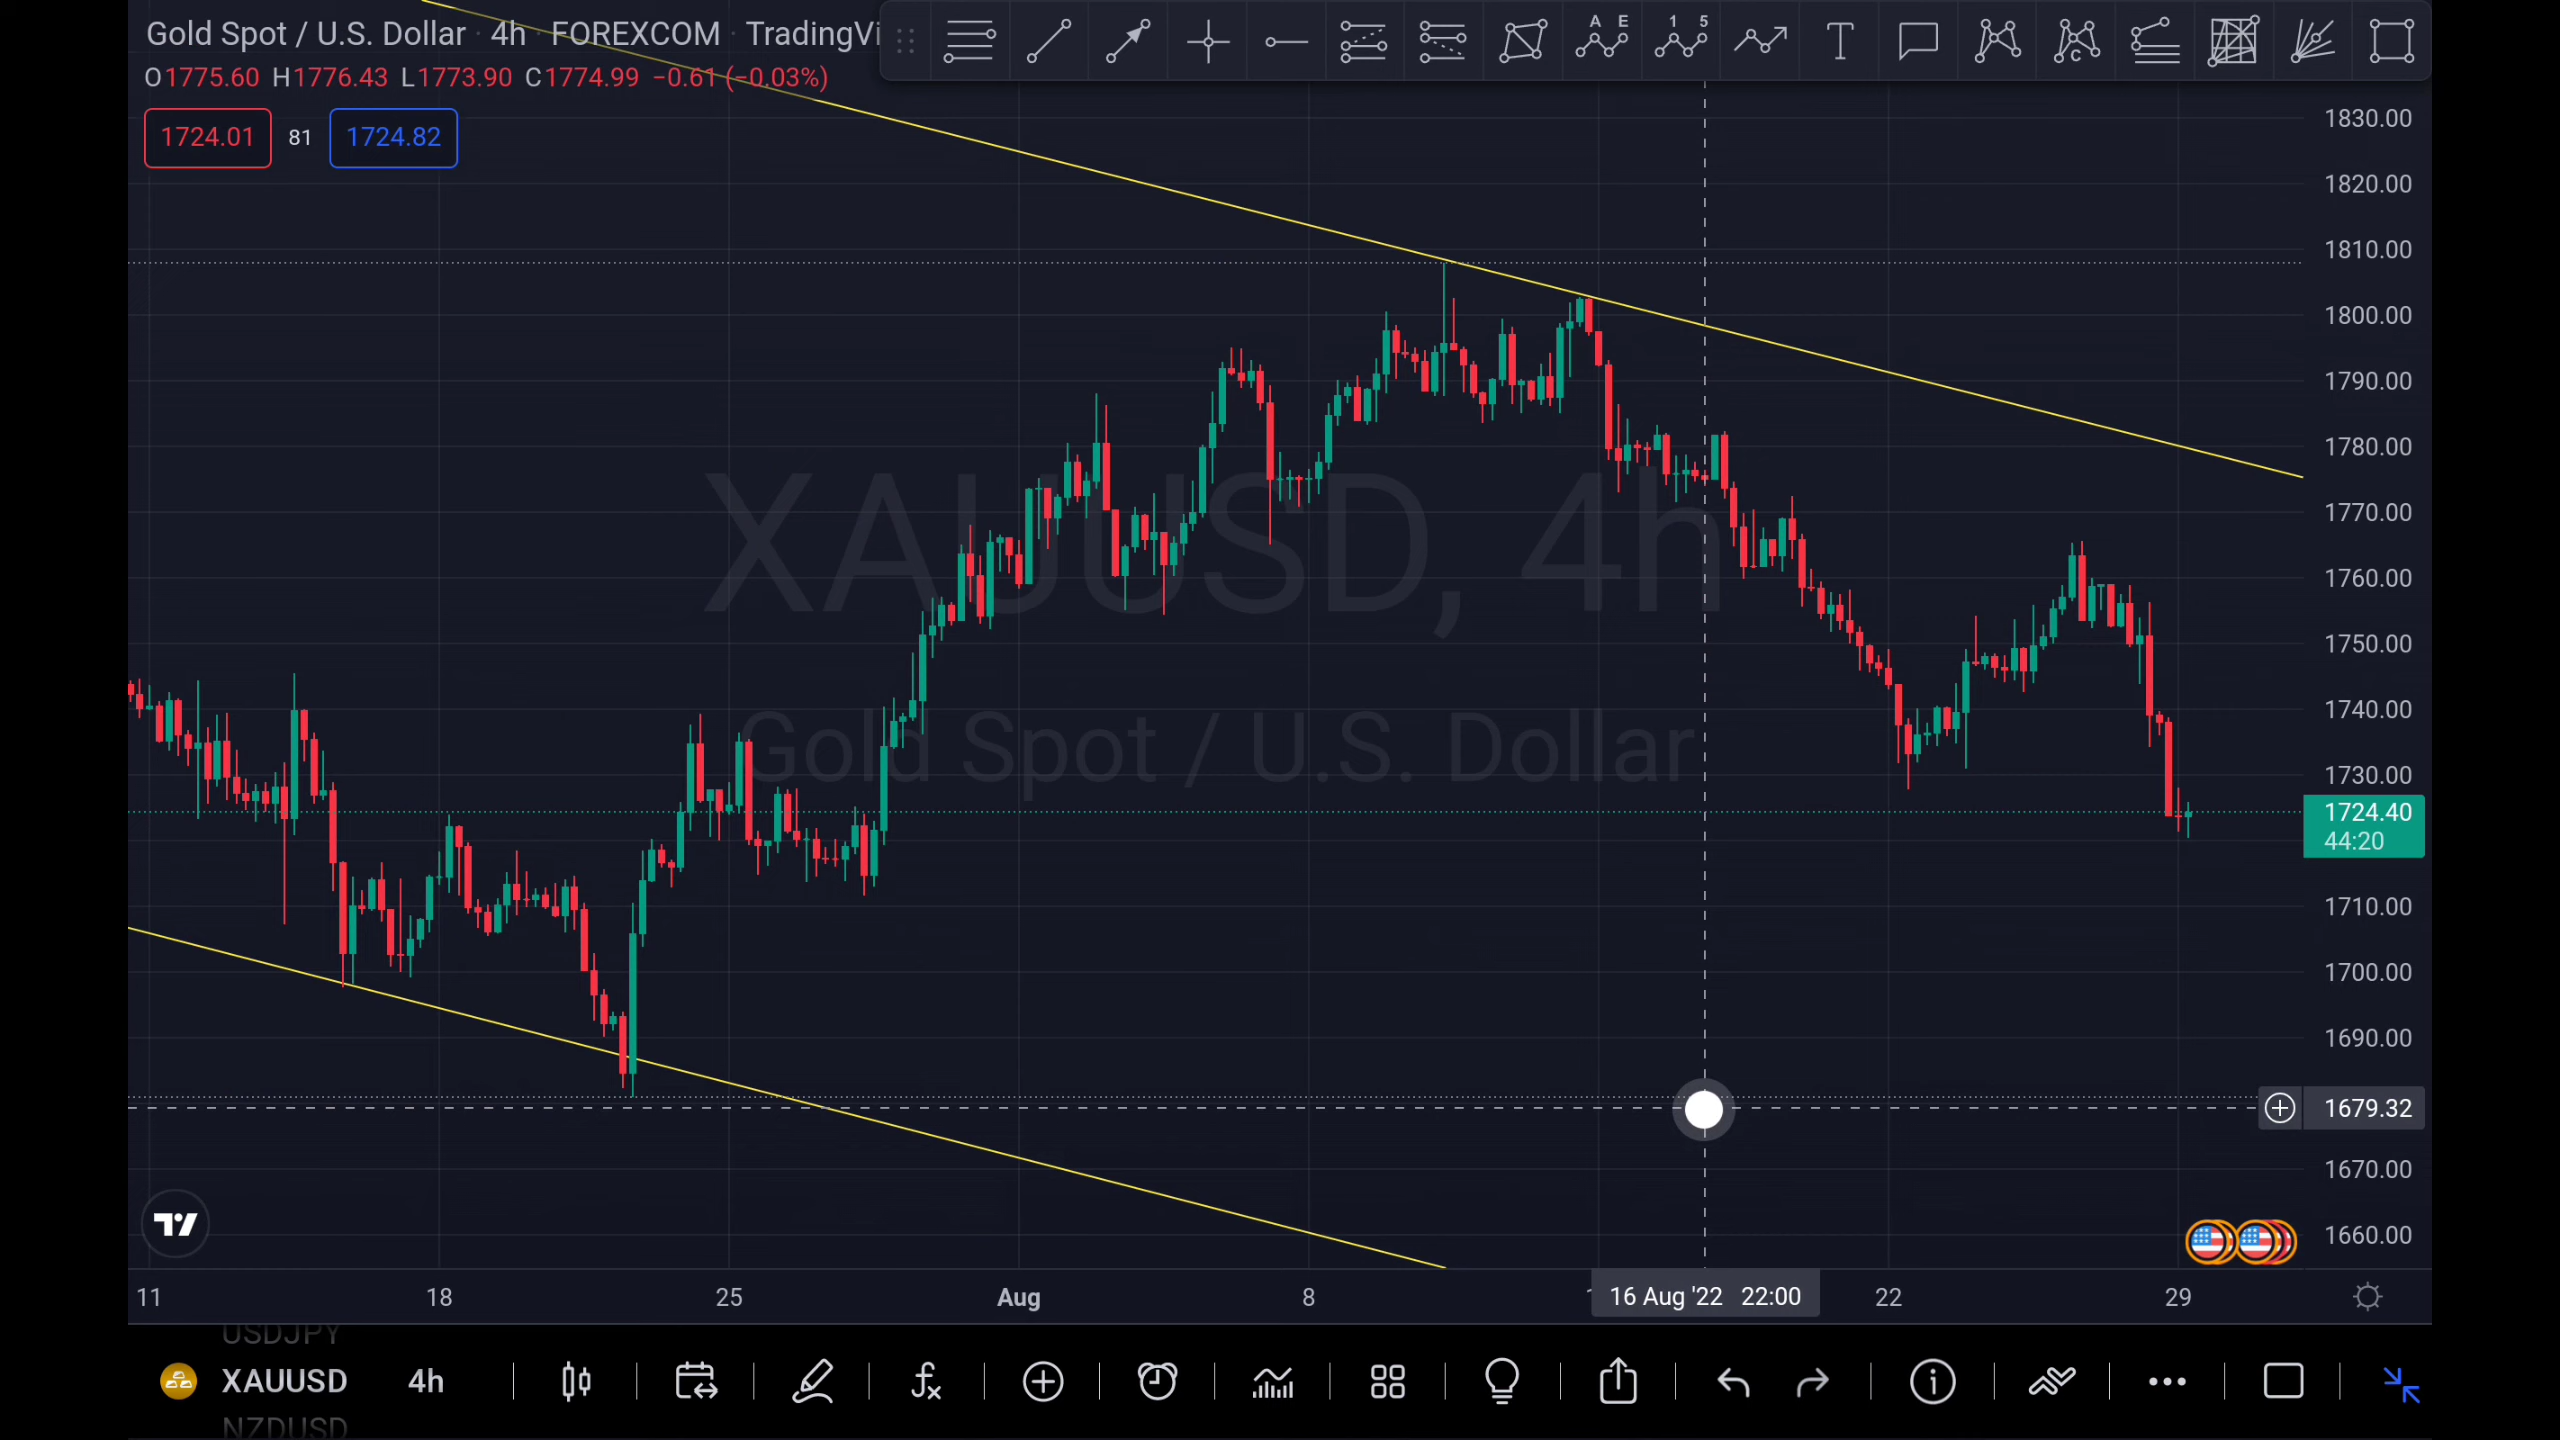 Gold Spot / U.S. Dollar · 4h · FOREXCOM · TradingVi
O1775.60 H1776.43 L1773.90 C1774.99 −0.61 (−0.03%)
1724.01 81 1724.82
A E
1 5
T
C
1830.00
1820.00
1810.00
1800.00
1790.00
1780.00
1770.00
1760.00
1750.00
1740.00
1730.00
1724.40
44:20
1710.00
1700.00
1690.00
1679.32
1670.00
1660.00
XAUUSD, 4h
Gold Spot / U.S. Dollar
11 18 25 Aug 8 16 Aug '22 22:00 22 29
USDJPY
XAUUSD 4h
NZDUSD